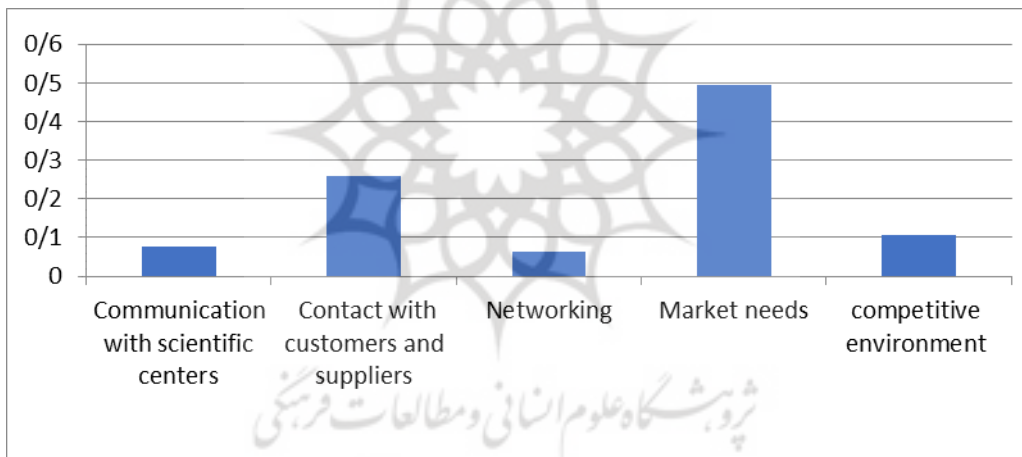 0/6
0/5
0/4
0/3
0/2
0/1
0
Communication
with scientific
centers
Contact with
customers and
suppliers
Networking
Market needs
competitive
environment
پژوهشگاه علوم انسانی و مطالعات فرهنگی